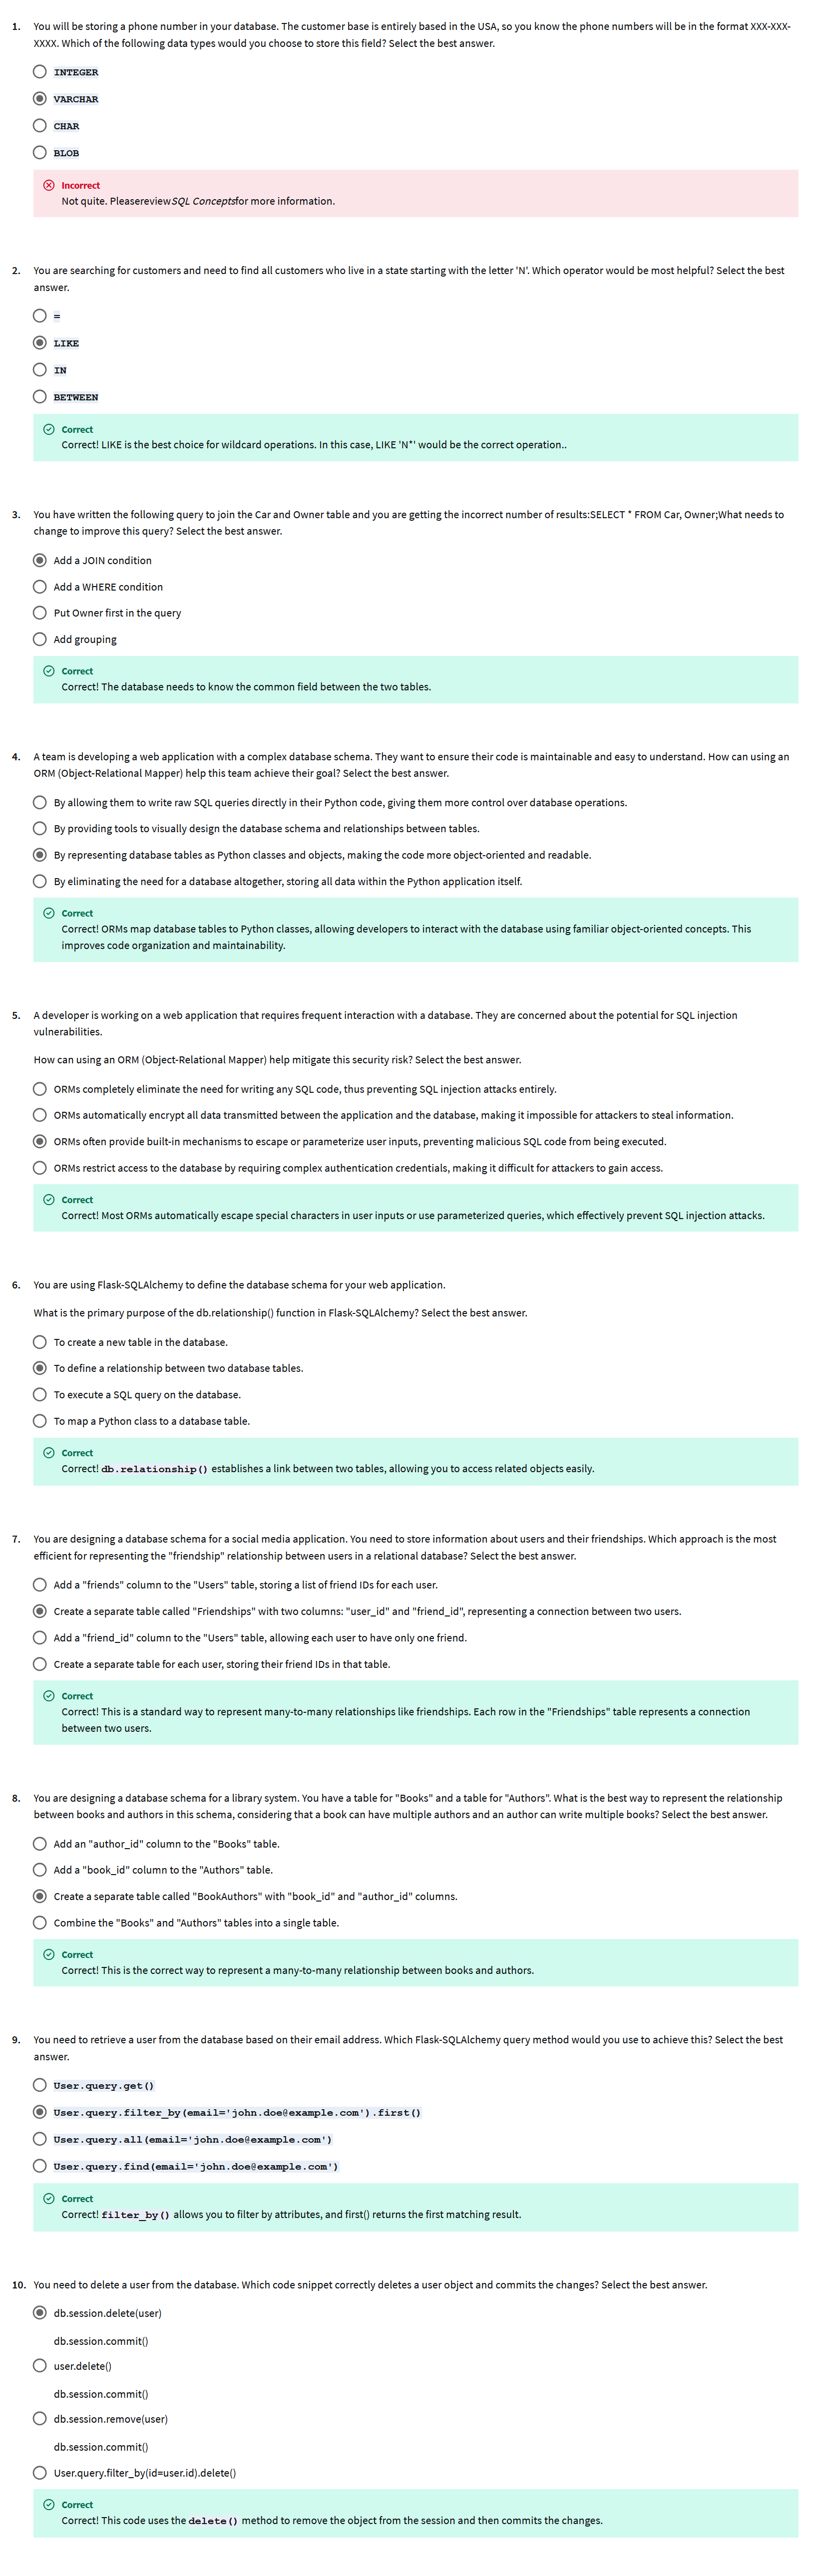 1. You will be storing a phone number in your database. The customer base is entirely based in the USA, so you know the phone numbers will be in the format XXX-XXX-
XXXX. Which of the following data types would you choose to store this field? Select the best answer.
INTEGER
VARCHAR
CHAR
BLOB
Incorrect
Not quite. PleasereviewSQL Conceptsfor more information.
2. You are searching for customers and need to find all customers who live in a state starting with the letter 'N'. Which operator would be most helpful? Select the best
answer.
=
LIKE
IN
BETWEEN
Correct
Correct! LIKE is the best choice for wildcard operations. In this case, LIKE 'N*' would be the correct operation..
3. You have written the following query to join the Car and Owner table and you are getting the incorrect number of results:SELECT * FROM Car, Owner;What needs to
change to improve this query? Select the best answer.
Add a JOIN condition
Add a WHERE condition
Put Owner first in the query
Add grouping
Correct
Correct! The database needs to know the common field between the two tables.
4. A team is developing a web application with a complex database schema. They want to ensure their code is maintainable and easy to understand. How can using an
ORM (Object-Relational Mapper) help this team achieve their goal? Select the best answer.
By allowing them to write raw SQL queries directly in their Python code, giving them more control over database operations.
By providing tools to visually design the database schema and relationships between tables.
By representing database tables as Python classes and objects, making the code more object-oriented and readable.
By eliminating the need for a database altogether, storing all data within the Python application itself.
Correct
Correct! ORMs map database tables to Python classes, allowing developers to interact with the database using familiar object-oriented concepts. This
improves code organization and maintainability.
5. A developer is working on a web application that requires frequent interaction with a database. They are concerned about the potential for SQL injection
vulnerabilities.
How can using an ORM (Object-Relational Mapper) help mitigate this security risk? Select the best answer.
ORMs completely eliminate the need for writing any SQL code, thus preventing SQL injection attacks entirely.
ORMs automatically encrypt all data transmitted between the application and the database, making it impossible for attackers to steal information.
ORMs often provide built-in mechanisms to escape or parameterize user inputs, preventing malicious SQL code from being executed.
ORMs restrict access to the database by requiring complex authentication credentials, making it difficult for attackers to gain access.
Correct
Correct! Most ORMs automatically escape special characters in user inputs or use parameterized queries, which effectively prevent SQL injection attacks.
6. You are using Flask-SQLAlchemy to define the database schema for your web application.
What is the primary purpose of the db.relationship() function in Flask-SQLAlchemy? Select the best answer.
To create a new table in the database.
To define a relationship between two database tables.
To execute a SQL query on the database.
To map a Python class to a database table.
Correct
Correct! db.relationship() establishes a link between two tables, allowing you to access related objects easily.
7. You are designing a database schema for a social media application. You need to store information about users and their friendships. Which approach is the most
efficient for representing the "friendship" relationship between users in a relational database? Select the best answer.
Add a "friends" column to the "Users" table, storing a list of friend IDs for each user.
Create a separate table called "Friendships" with two columns: "user_id" and "friend_id", representing a connection between two users.
Add a "friend_id" column to the "Users" table, allowing each user to have only one friend.
Create a separate table for each user, storing their friend IDs in that table.
Correct
Correct! This is a standard way to represent many-to-many relationships like friendships. Each row in the "Friendships" table represents a connection
between two users.
8. You are designing a database schema for a library system. You have a table for "Books" and a table for "Authors". What is the best way to represent the relationship
between books and authors in this schema, considering that a book can have multiple authors and an author can write multiple books? Select the best answer.
Add an "author_id" column to the "Books" table.
Add a "book_id" column to the "Authors" table.
Create a separate table called "BookAuthors" with "book_id" and "author_id" columns.
Combine the "Books" and "Authors" tables into a single table.
Correct
Correct! This is the correct way to represent a many-to-many relationship between books and authors.
9. You need to retrieve a user from the database based on their email address. Which Flask-SQLAlchemy query method would you use to achieve this? Select the best
answer.
User.query.get()
User.query.filter_by(email='john.doe@example.com').first()
User.query.all(email='john.doe@example.com')
User.query.find(email='john.doe@example.com')
Correct
Correct! filter_by() allows you to filter by attributes, and first() returns the first matching result.
10. You need to delete a user from the database. Which code snippet correctly deletes a user object and commits the changes? Select the best answer.
db.session.delete(user)
db.session.commit()
user.delete()
db.session.commit()
db.session.remove(user)
db.session.commit()
User.query.filter_by(id=user.id).delete()
Correct
Correct! This code uses the delete() method to remove the object from the session and then commits the changes.